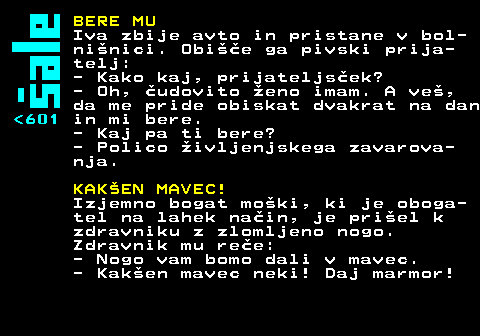 šale
<601
BERE MU
Iva zbije avto in pristane v bol-
nišnici. Obišče ga pivski prija-
telj:
- Kako kaj, prijateljsček?
- Oh, čudovito ženo imam. A veš,
da me pride obiskat dvakrat na dan
in mi bere.
- Kaj pa ti bere?
- Polico življenjskega zavarova-
nja.
KAKŠEN MAVEC!
Izjemno bogat moški, ki je oboga-
tel na lahek način, je prišel k
zdravniku z zlomljeno nogo.
Zdravnik mu reče:
- Nogo vam bomo dali v mavec.
- Kakšen mavec neki! Daj marmor!